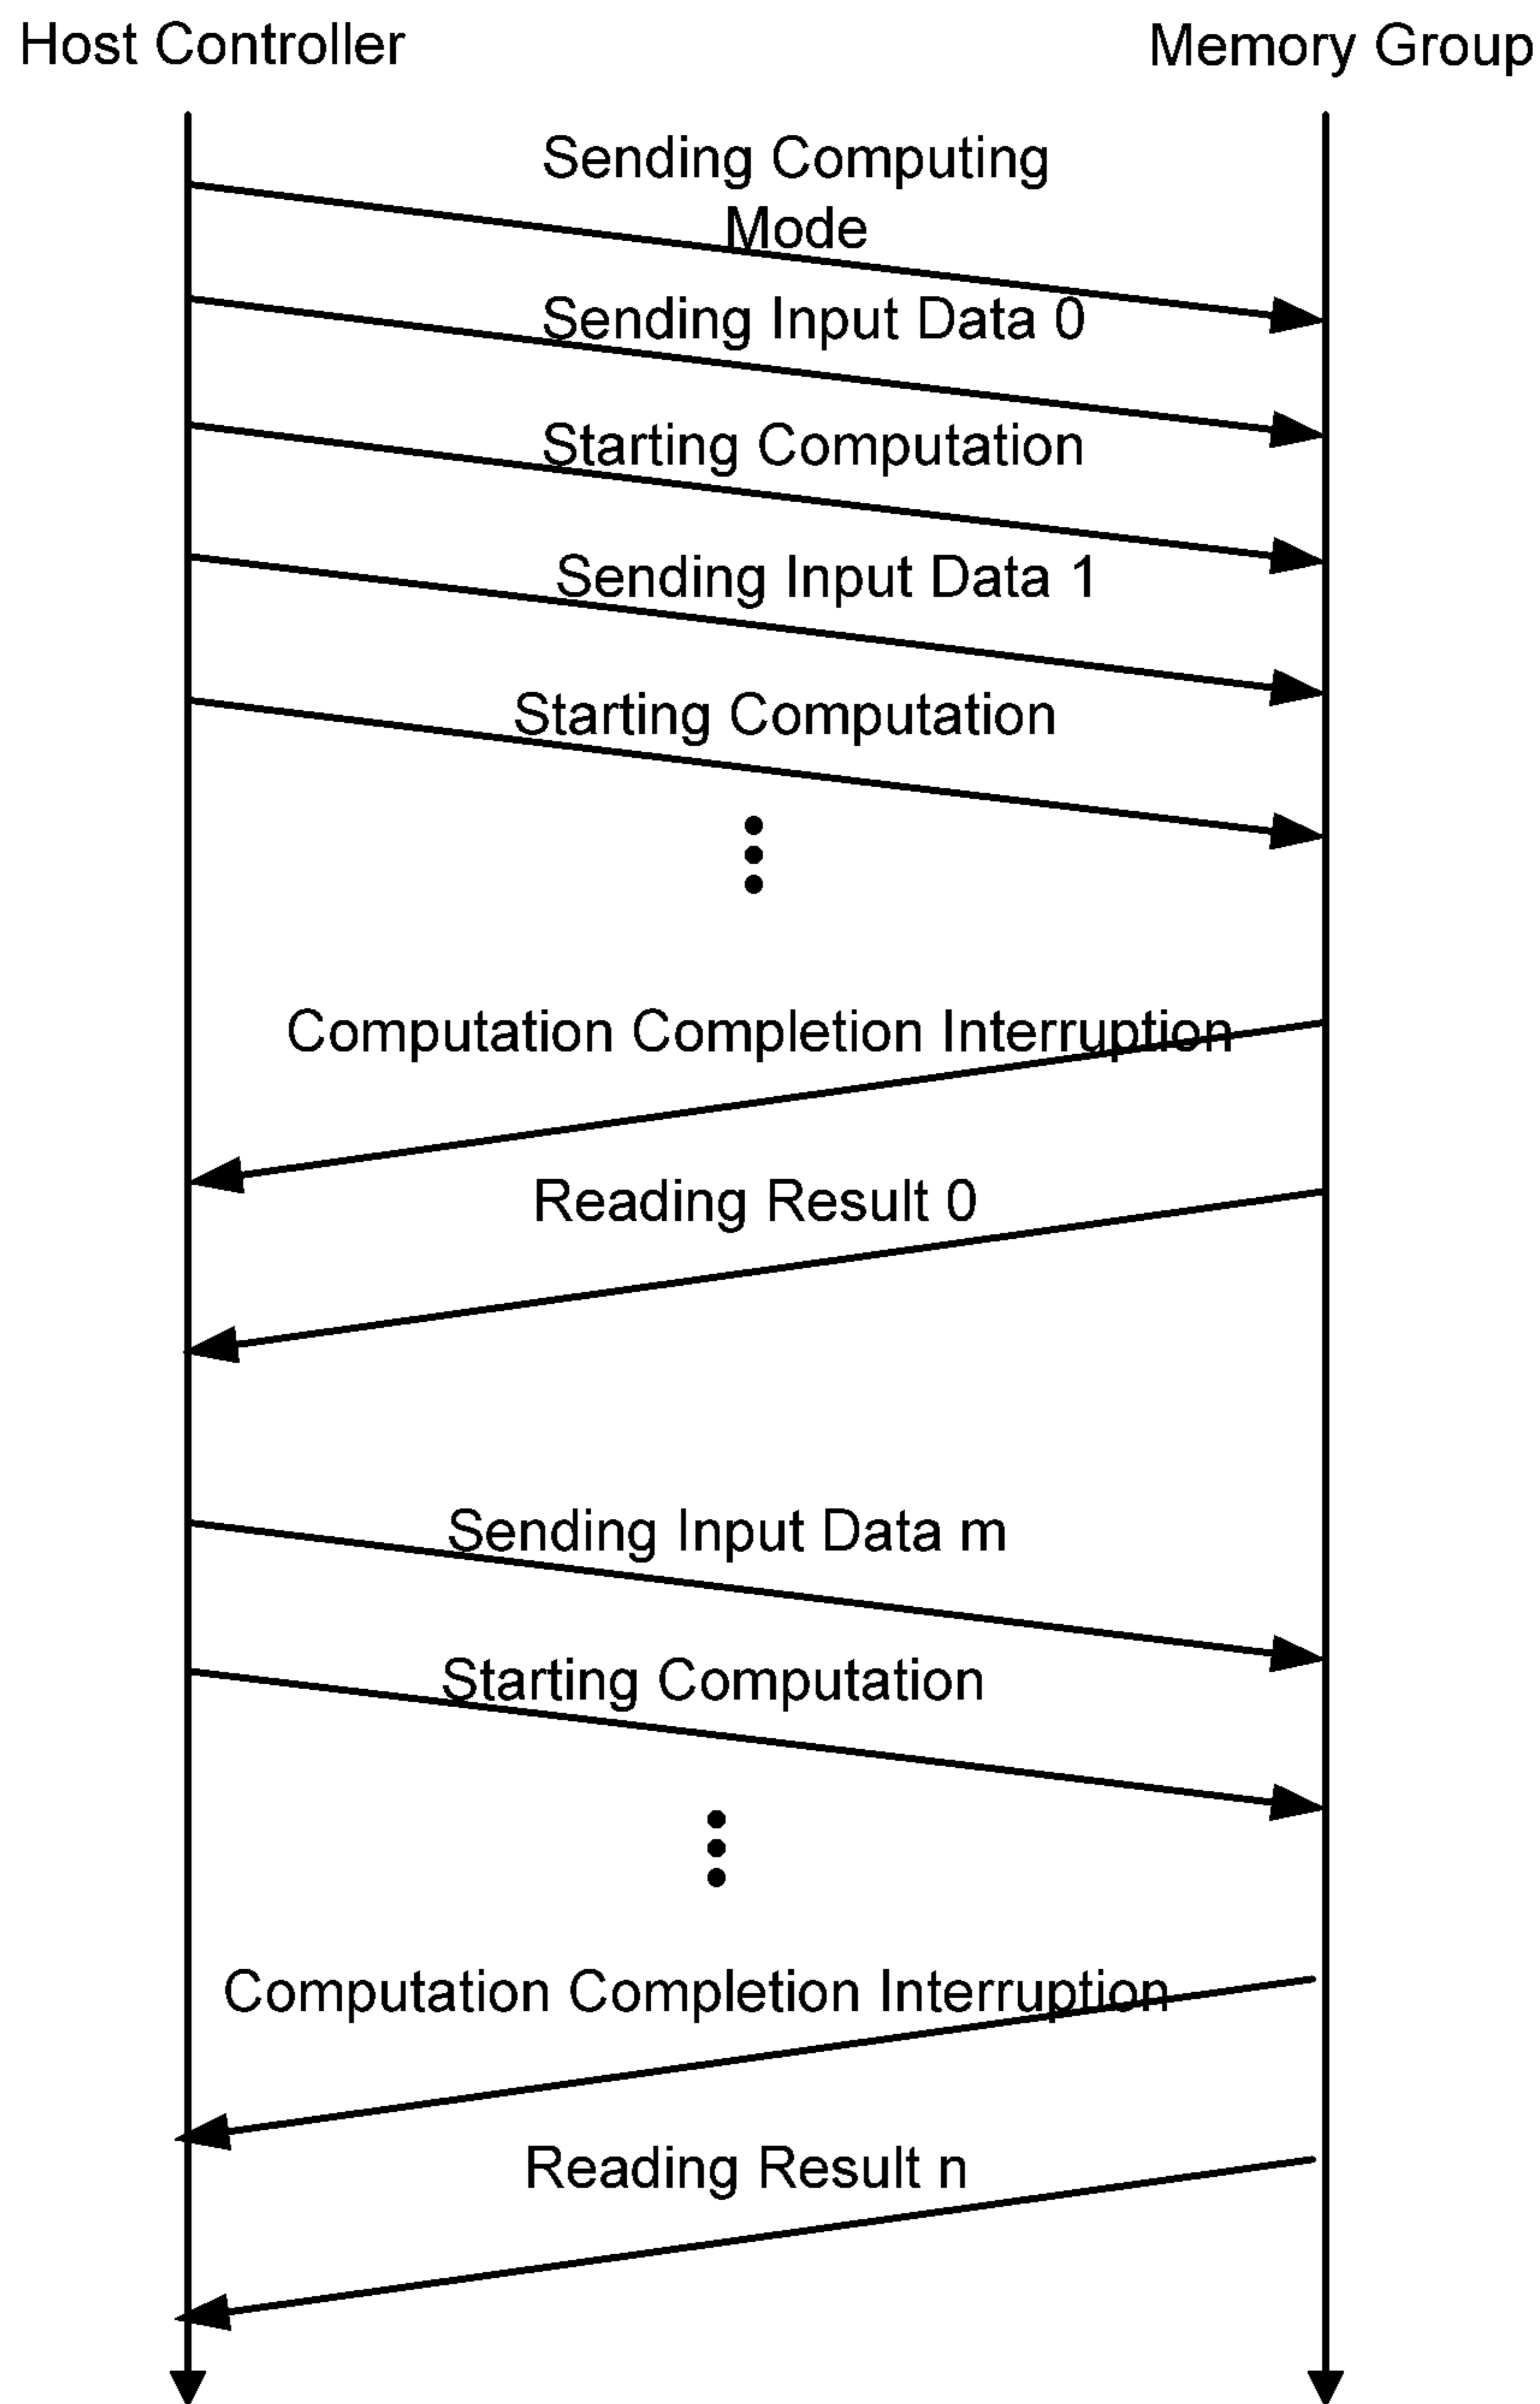 Host Controller
Memory Group
Sending Computing
Mode
Sending Input Data 0
Starting Computation
Sending Input Data 1
Starting Computation
Computation Completion Interruption
Reading Result 0
Sending Input Data m
Starting Computation
Computation Completion Interruption
Reading Result n